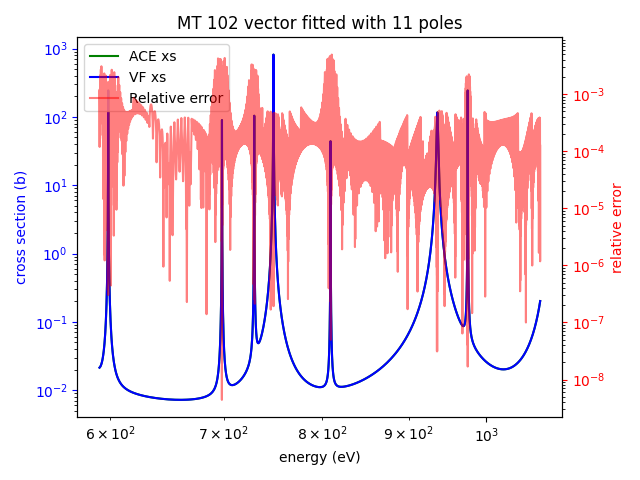 MT 102 vector fitted with 11 poles
ACE xs
VF xs
Relative error
cross section (b)
10³
10²
10¹
10⁰
10⁻¹
10⁻²
relative error
10⁻³
10⁻⁴
10⁻⁵
10⁻⁶
10⁻⁷
10⁻⁸
6 × 10² 7 × 10² 8 × 10² 9 × 10² 10³
energy (eV)